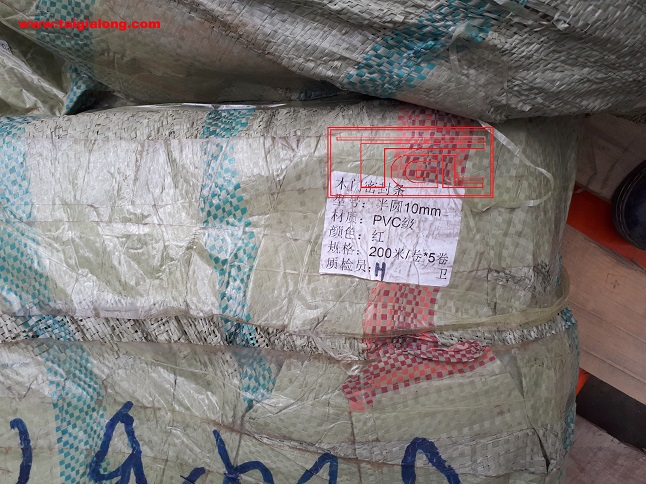 www.taigialong.com
木门密封条
型号：半圆10mm
材质：PVC级
颜色：红
规格：200米/卷*5卷
质检员：H 卫